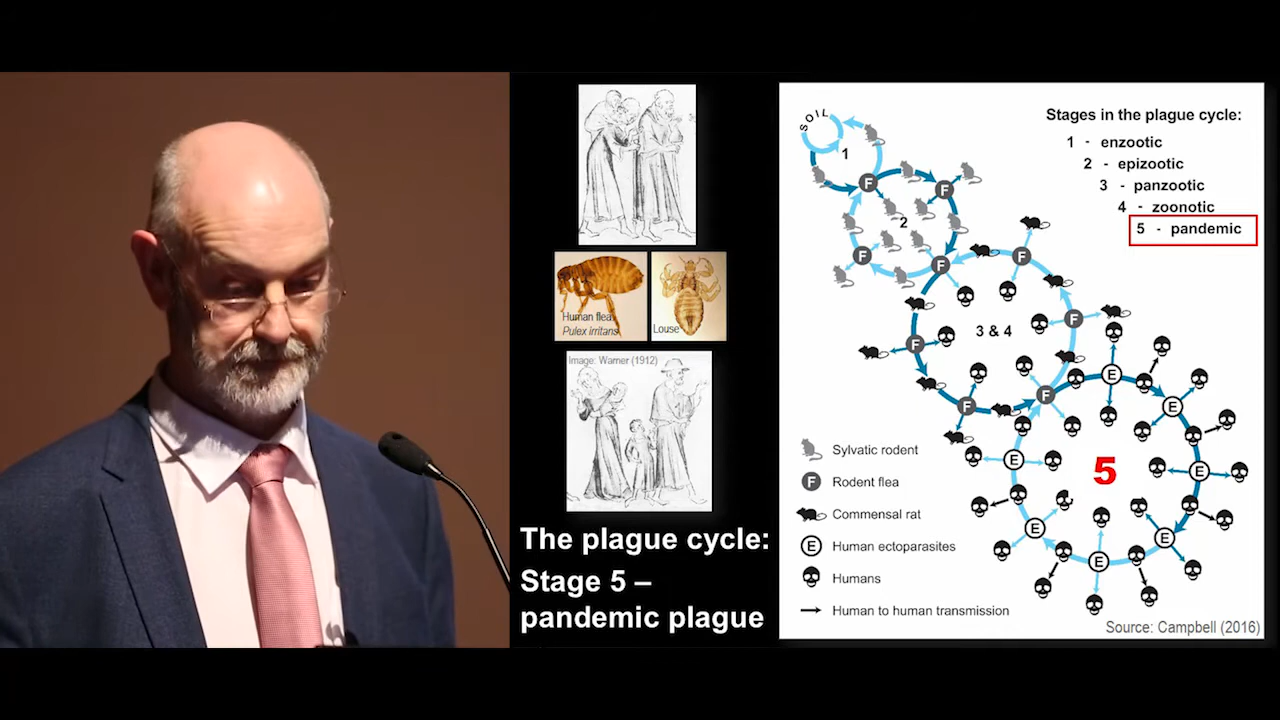 Human flea
Pulex irritans
Louse
Image: Warner (1912)
The plague cycle:
Stage 5 –
pandemic plague
SOIL
1
2
3 & 4
5
F
F
F
F
F
F
F
F
F
E
E
E
E
E
E
E
Stages in the plague cycle:
1 - enzootic
2 - epizootic
3 - panzootic
4 - zoonotic
5 - pandemic
Sylvatic rodent
F Rodent flea
Commensal rat
E Human ectoparasites
Humans
Human to human transmission
Source: Campbell (2016)